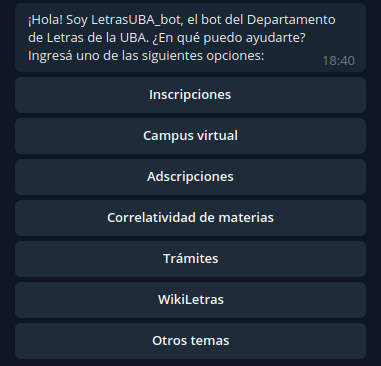 ¡Hola! Soy LetrasUBA_bot, el bot del Departamento
de Letras de la UBA. ¿En qué puedo ayudarte?
Ingresá uno de las siguientes opciones:
18:40
Inscripciones
Campus virtual
Adscripciones
Correlatividad de materias
Trámites
WikiLetras
Otros temas